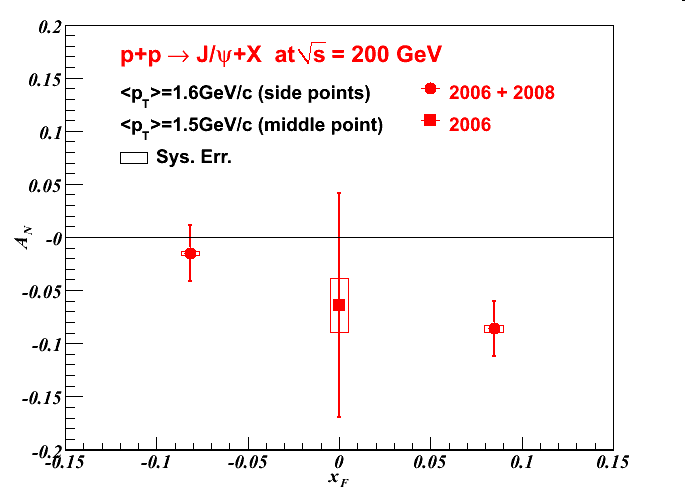 p+p → J/ψ+X at √s = 200 GeV
<p_T>=1.6GeV/c (side points)
2006 + 2008
<p_T>=1.5GeV/c (middle point)
2006
Sys. Err.
0.2
0.15
0.1
0.05
-0
-0.05
-0.1
-0.15
-0.2
A_N
-0.15
-0.1
-0.05
0
0.05
0.1
0.15
x_F